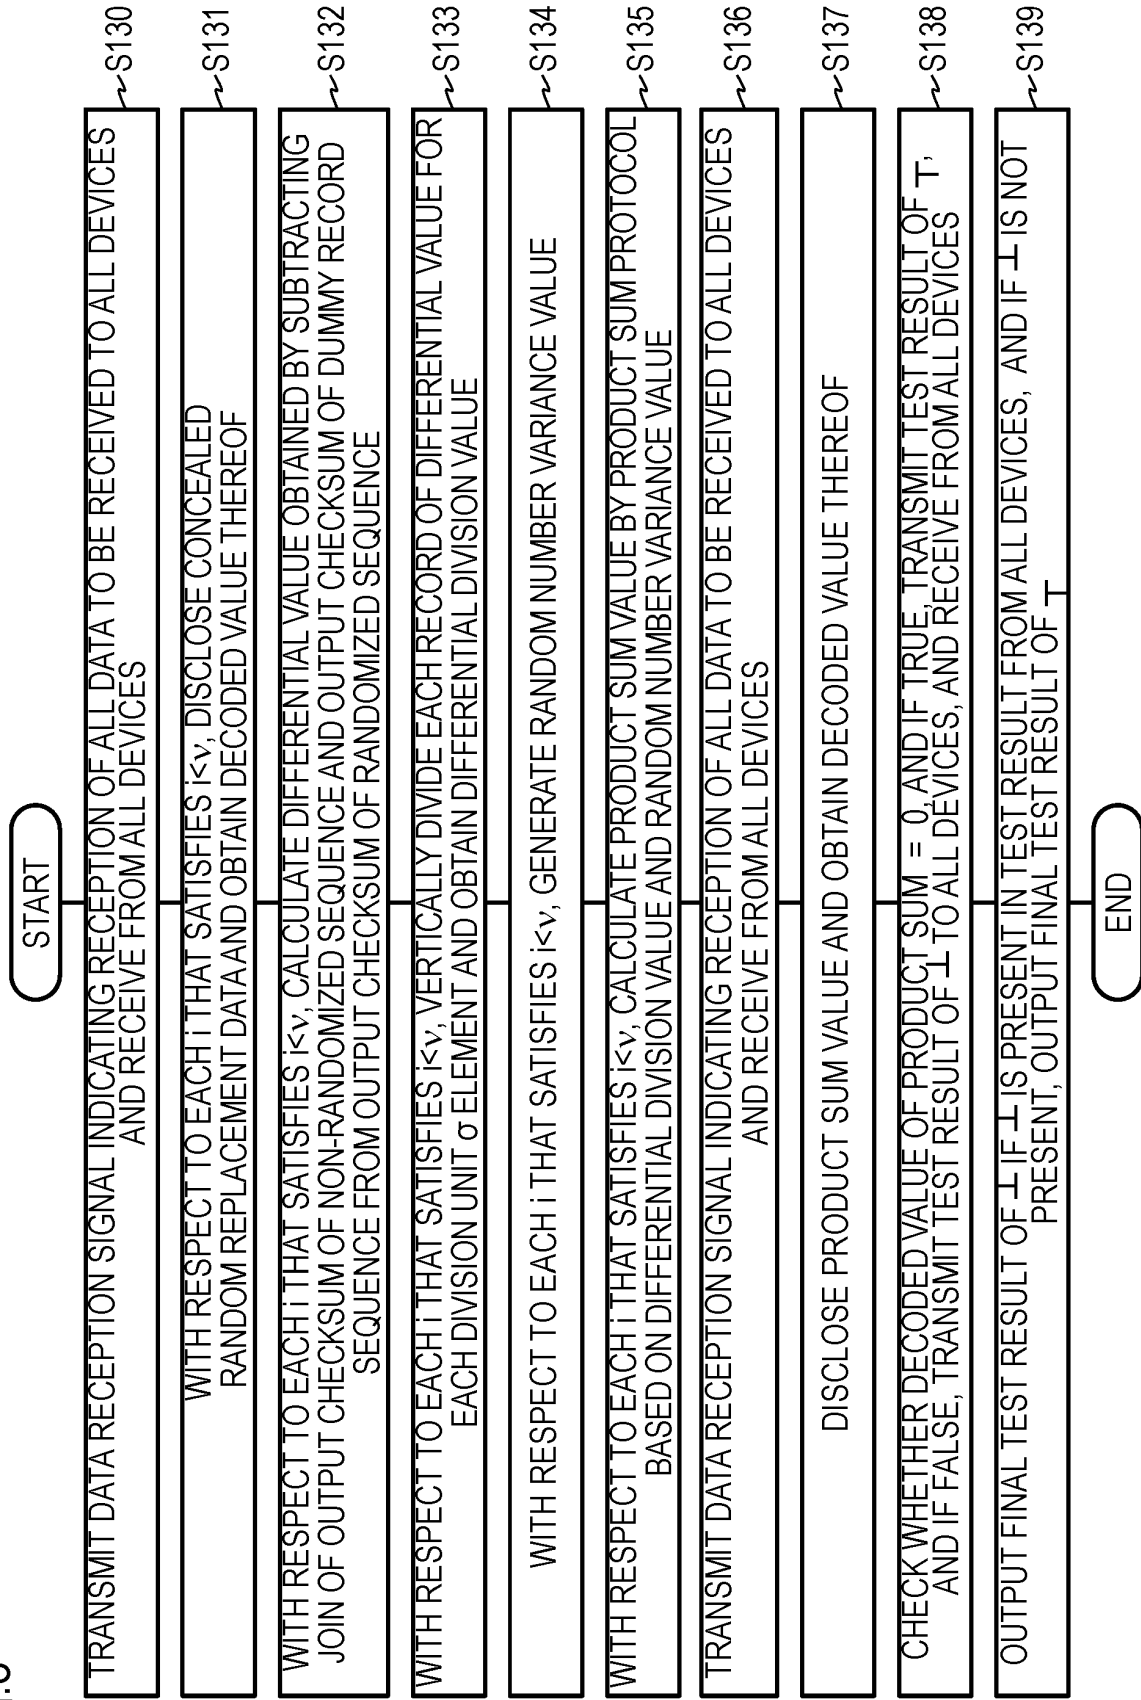 START
TRANSMIT DATA RECEPTION SIGNAL INDICATING RECEPTION OF ALL DATA TO BE RECEIVED TO ALL DEVICES
AND RECEIVE FROM ALL DEVICES
S130
WITH RESPECT TO EACH i THAT SATISFIES i<ν, DISCLOSE CONCEALED
RANDOM REPLACEMENT DATA AND OBTAIN DECODED VALUE THEREOF
S131
WITH RESPECT TO EACH i THAT SATISFIES i<ν, CALCULATE DIFFERENTIAL VALUE OBTAINED BY SUBTRACTING
JOIN OF OUTPUT CHECKSUM OF NON-RANDOMIZED SEQUENCE AND OUTPUT CHECKSUM OF DUMMY RECORD
SEQUENCE FROM OUTPUT CHECKSUM OF RANDOMIZED SEQUENCE
S132
WITH RESPECT TO EACH i THAT SATISFIES i<ν, VERTICALLY DIVIDE EACH RECORD OF DIFFERENTIAL VALUE FOR
EACH DIVISION UNIT σ ELEMENT AND OBTAIN DIFFERENTIAL DIVISION VALUE
S133
WITH RESPECT TO EACH i THAT SATISFIES i<ν, GENERATE RANDOM NUMBER VARIANCE VALUE
S134
WITH RESPECT TO EACH i THAT SATISFIES i<ν, CALCULATE PRODUCT SUM VALUE BY PRODUCT SUM PROTOCOL
BASED ON DIFFERENTIAL DIVISION VALUE AND RANDOM NUMBER VARIANCE VALUE
S135
TRANSMIT DATA RECEPTION SIGNAL INDICATING RECEPTION OF ALL DATA TO BE RECEIVED TO ALL DEVICES
AND RECEIVE FROM ALL DEVICES
S136
DISCLOSE PRODUCT SUM VALUE AND OBTAIN DECODED VALUE THEREOF
S137
CHECK WHETHER DECODED VALUE OF PRODUCT SUM = 0, AND IF TRUE, TRANSMIT TEST RESULT OF ⊤,
AND IF FALSE, TRANSMIT TEST RESULT OF ⊥ TO ALL DEVICES, AND RECEIVE FROM ALL DEVICES
S138
OUTPUT FINAL TEST RESULT OF ⊥ IF ⊥ IS PRESENT IN TEST RESULT FROM ALL DEVICES, AND IF ⊥ IS NOT
PRESENT, OUTPUT FINAL TEST RESULT OF ⊤
S139
END